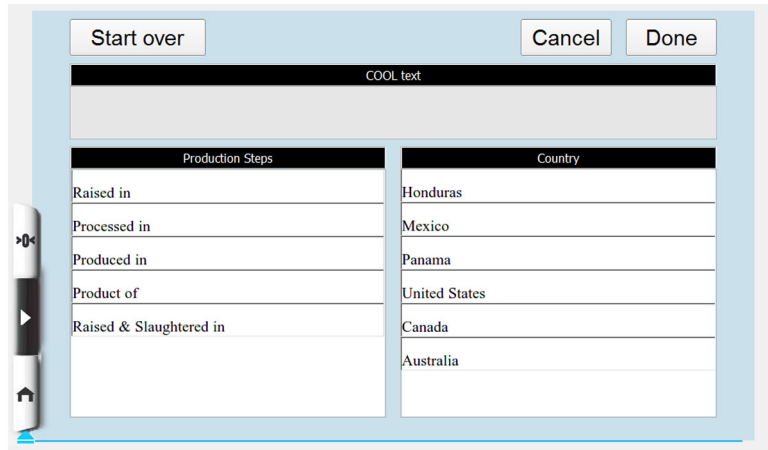 Start over
Cancel
Done
COOL text
Production Steps
Country
Raised in
Processed in
Produced in
Product of
Raised & Slaughtered in
Honduras
Mexico
Panama
United States
Canada
Australia
>0<